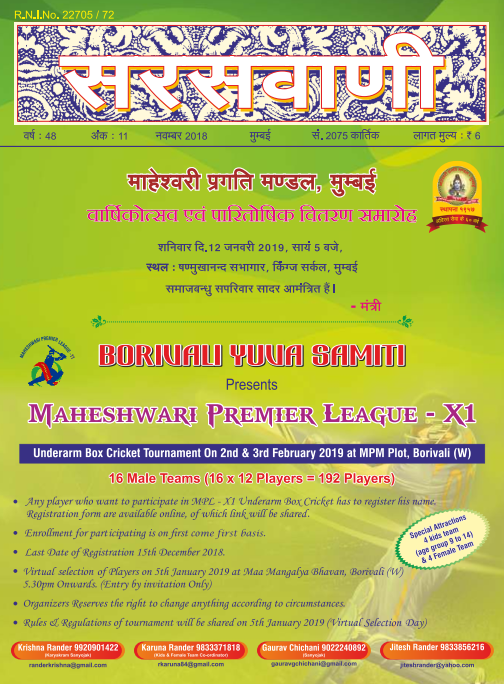 R.N.I.No. 22705 / 72
सरसवाणी
वर्ष : 48 अंक : 11 नवम्बर 2018 मुम्बई सं. 2075 कार्तिक लागत मुल्य : ₹ 6
माहेश्वरी प्रगति मण्डल, मुम्बई
वार्षिकोत्सव एवं पारितोषिक वितरण समारोह
स्थापना १९५७
शनिवार दि.12 जनवरी 2019, सायं 5 बजे,
स्थल : षण्मुखानन्द सभागार, किंग्ज सर्कल, मुम्बई
समाजबन्धु सपरिवार सादर आमंत्रित हैं।
- मंत्री
MAHESHWARI PREMIER LEAGUE -11
BORIVALI YUVA SAMITI
Presents
MAHESHWARI PREMIER LEAGUE - X1
Underarm Box Cricket Tournament On 2nd & 3rd February 2019 at MPM Plot, Borivali (W)
16 Male Teams (16 x 12 Players = 192 Players)
• Any player who want to participate in MPL - X1 Underarm Box Cricket has to register his name.
Registration form are available online, of which link will be shared.
• Enrollment for participating is on first come first basis.
• Last Date of Registration 15th December 2018.
• Virtual selection of Players on 5th January 2019 at Maa Mangalya Bhavan, Borivali (W)
5.30pm Onwards. (Entry by invitation Only)
• Organizers Reserves the right to change anything according to circumstances.
• Rules & Regulations of tournament will be shared on 5th January 2019 (Virtual Selection Day)
Special Attractions
4 kids team
(age group 9 to 14)
& 4 Female Team
Krishna Rander 9920901422
(Karyakram Sanyojak)
randerkrishna@gmail.com
Karuna Rander 9833371818
(Kids & Female Team Co-ordinator)
rkaruna64@gmail.com
Gaurav Chichani 9022240892
(Sanyojak)
gauravgchichani@gmail.com
Jitesh Rander 9833856216
jiteshrander@yahoo.com